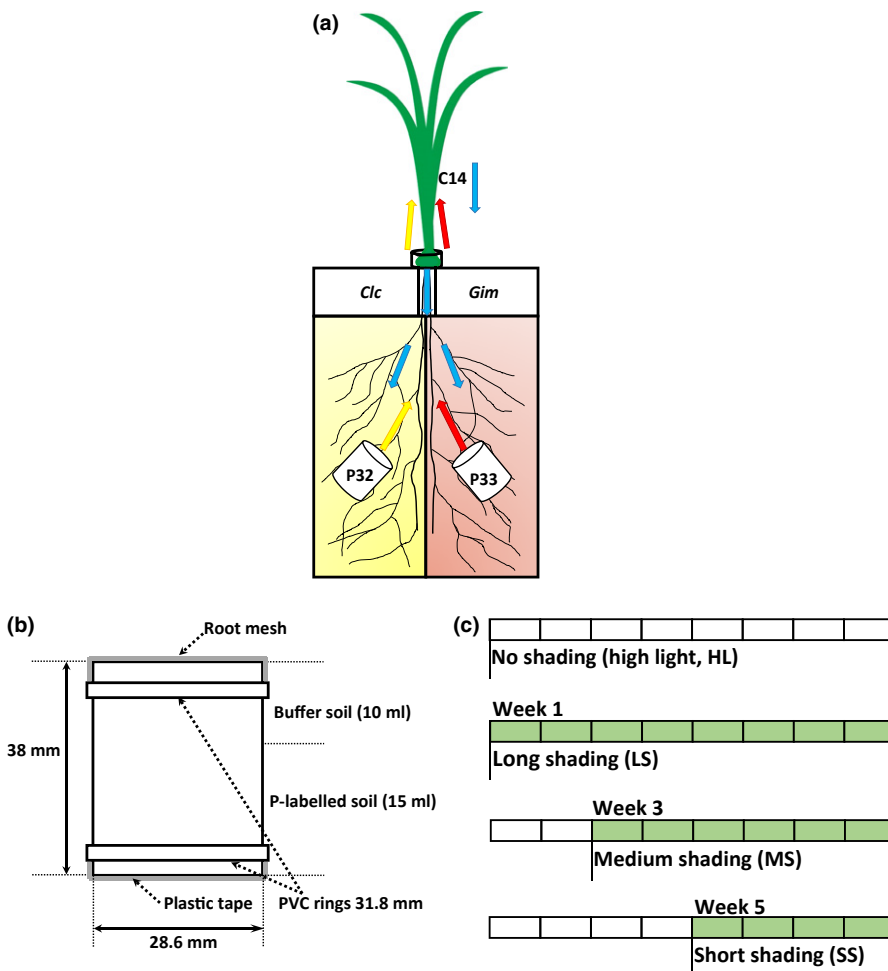 (a)
C14
Clc
Gim
P32
P33
(b)
Root mesh
Buffer soil (10 ml)
38 mm
P-labelled soil (15 ml)
Plastic tape
PVC rings 31.8 mm
28.6 mm
(c)
No shading (high light, HL)
Week 1
Long shading (LS)
Week 3
Medium shading (MS)
Week 5
Short shading (SS)